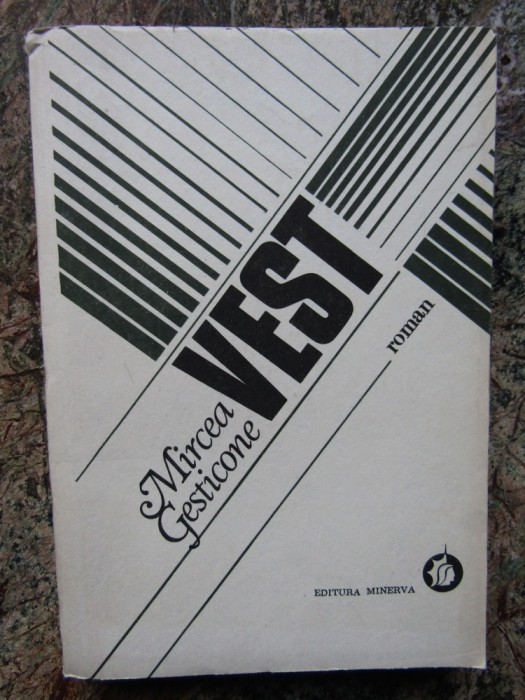 VEST
Mircea
Gesticone
roman
EDITURA MINERVA